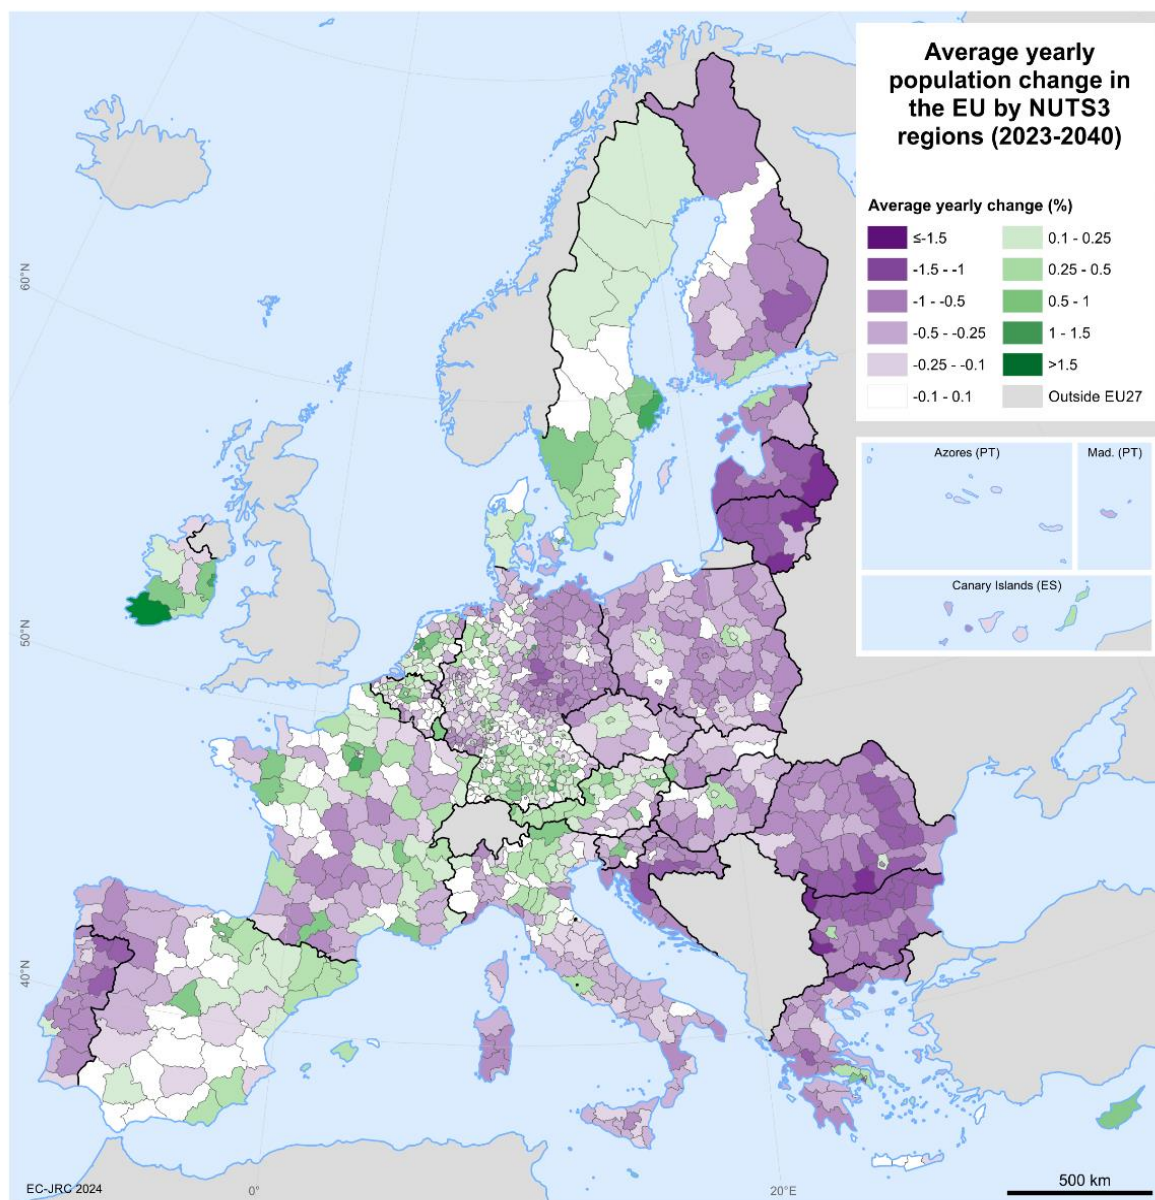 Average yearly
population change in
the EU by NUTS3
regions (2023-2040)
Average yearly change (%)
≤-1.5
-1.5 - -1
-1 - -0.5
-0.5 - -0.25
-0.25 - -0.1
-0.1 - 0.1
0.1 - 0.25
0.25 - 0.5
0.5 - 1
1 - 1.5
>1.5
Outside EU27
Azores (PT)
Mad. (PT)
Canary Islands (ES)
60°N
50°N
40°N
0°
20°E
500 km
EC-JRC 2024